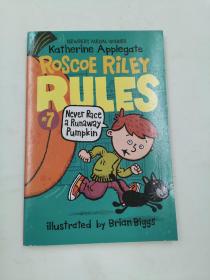 NEWBERY MEDAL WINNER
Katherine Applegate
ROSCOE RILEY
RULES
#7
Never Race
a Runaway
Pumpkin
illustrated by Brian Biggs